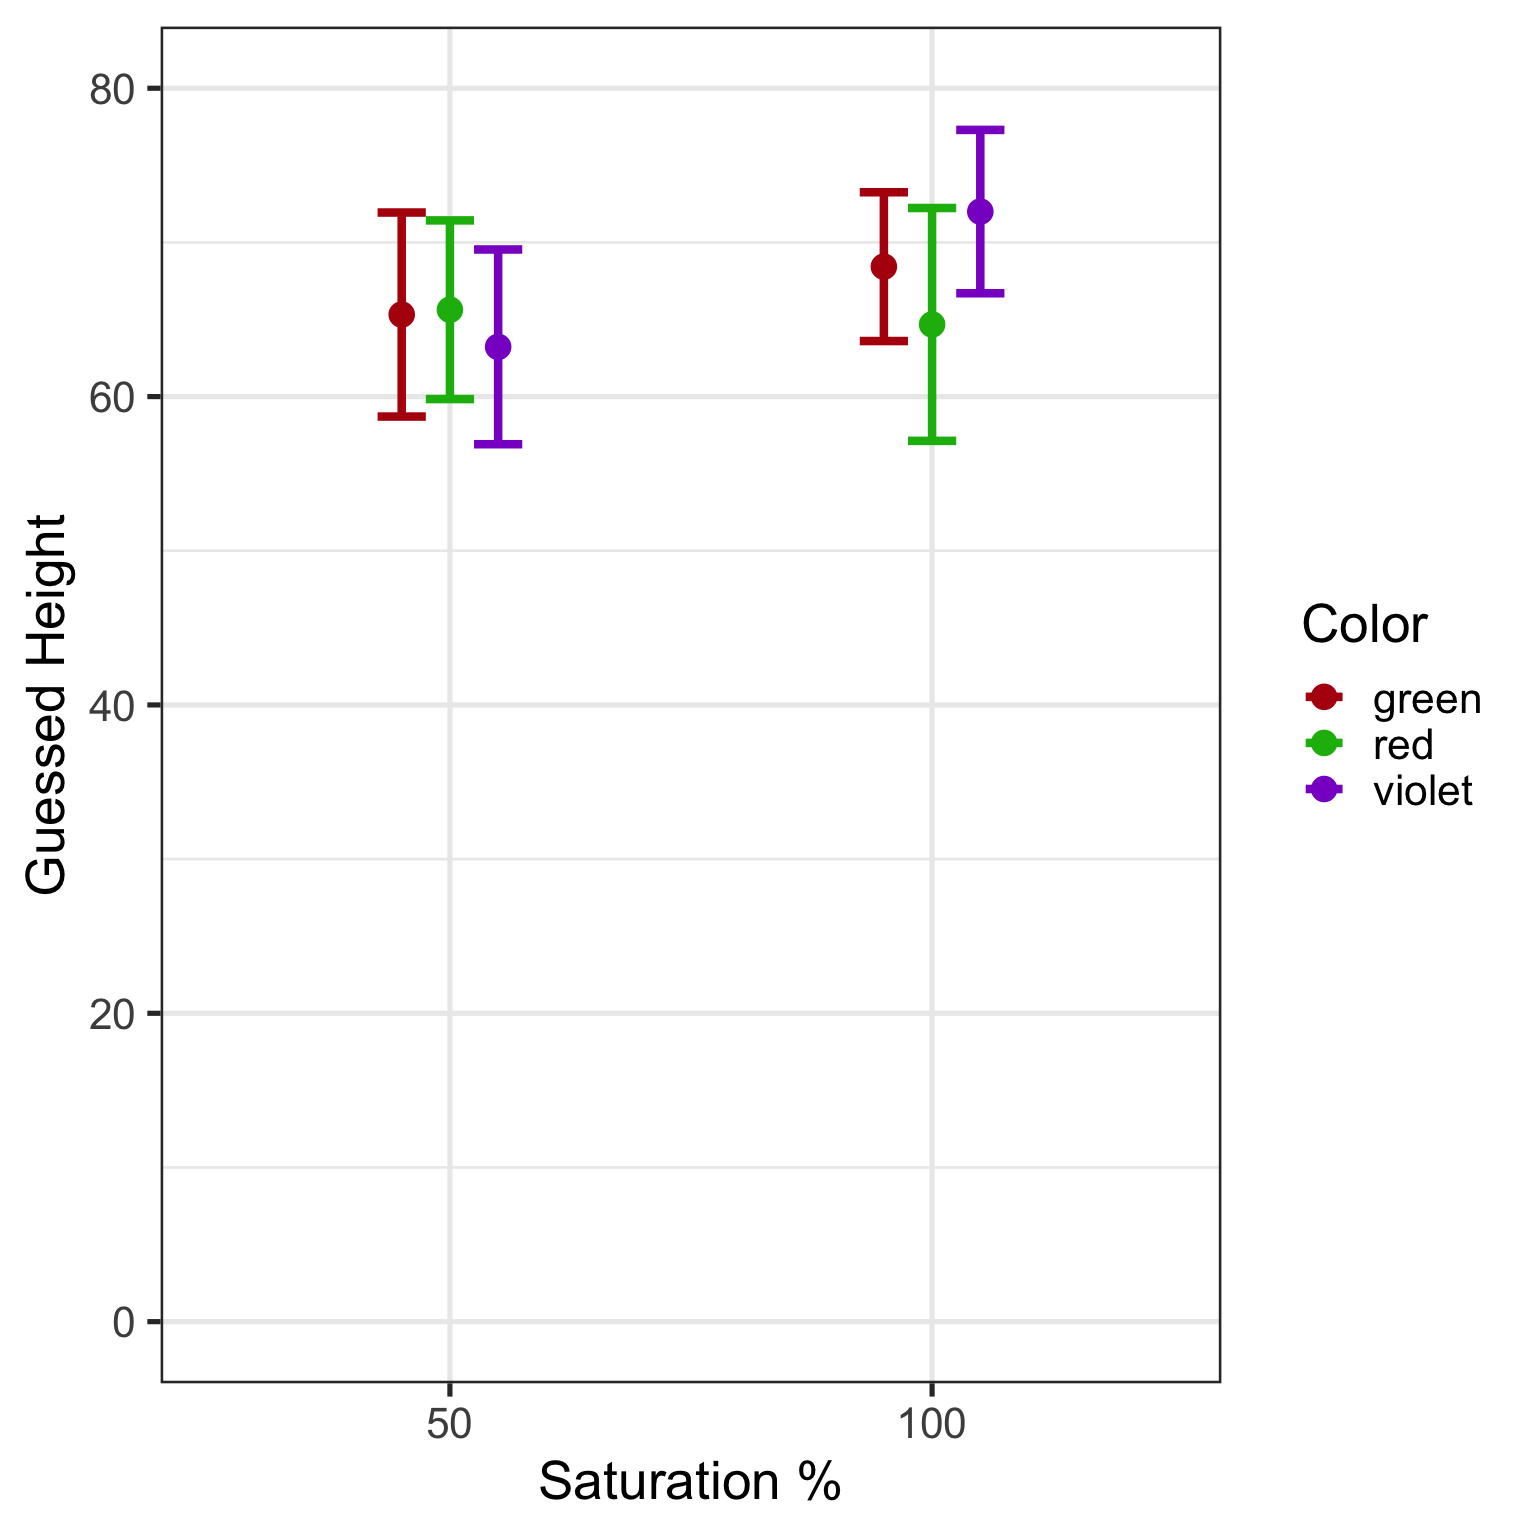 80
60
40
20
0
Guessed Height
50
100
Saturation %
Color
green
red
violet